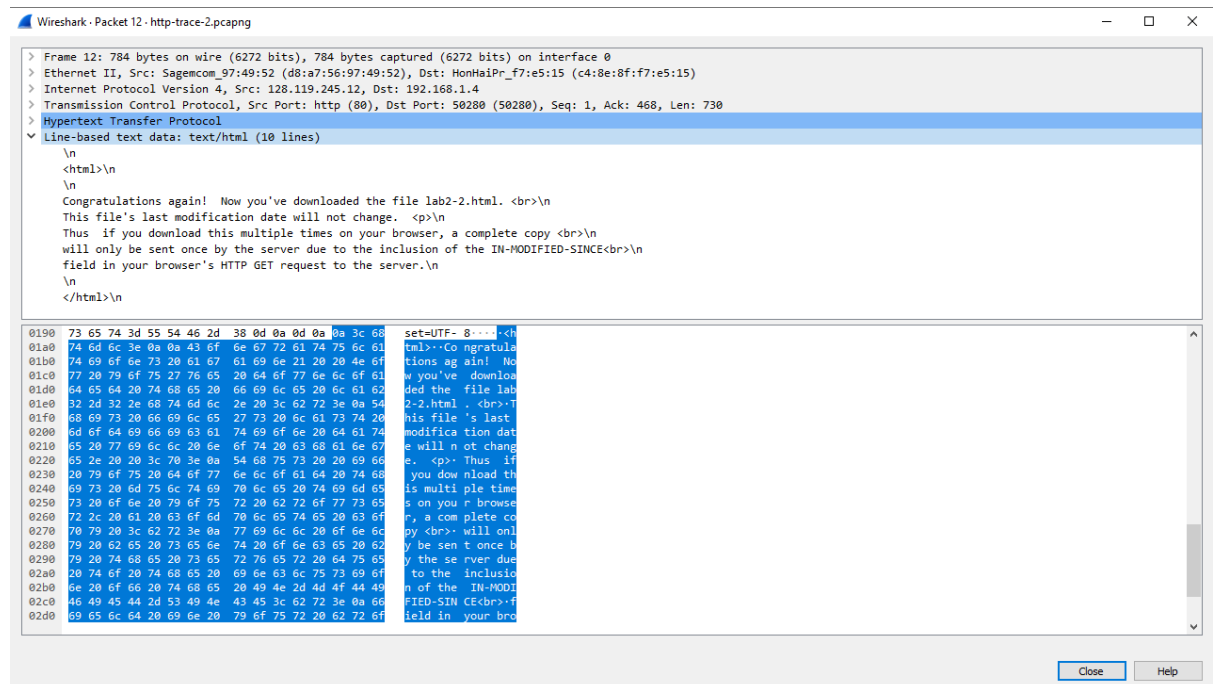 Wireshark · Packet 12 · http-trace-2.pcapng
> Frame 12: 784 bytes on wire (6272 bits), 784 bytes captured (6272 bits) on interface 0
> Ethernet II, Src: Sagemcom_97:49:52 (d8:a7:56:97:49:52), Dst: HonHaiPr_f7:e5:15 (c4:8e:8f:f7:e5:15)
> Internet Protocol Version 4, Src: 128.119.245.12, Dst: 192.168.1.4
> Transmission Control Protocol, Src Port: http (80), Dst Port: 50280 (50280), Seq: 1, Ack: 468, Len: 730
> Hypertext Transfer Protocol
Line-based text data: text/html (10 lines)
\n
<html>\n
\n
Congratulations again!  Now you've downloaded the file lab2-2.html. <br>\n
This file's last modification date will not change.  <p>\n
Thus  if you download this multiple times on your browser, a complete copy <br>\n
will only be sent once by the server due to the inclusion of the IN-MODIFIED-SINCE<br>\n
field in your browser's HTTP GET request to the server.\n
\n
</html>\n
0190 73 65 74 3d 55 54 46 2d 38 0d 0a 0d 0a 0a 3c 68 set=UTF- 8·····<h
01a0 74 6d 6c 3e 0a 0a 43 6f 6e 67 72 61 74 75 6c 61 tml>··Co ngratula
01b0 74 69 6f 6e 73 20 61 67 61 69 6e 21 20 20 4e 6f tions ag ain!  No
01c0 77 20 79 6f 75 27 76 65 20 64 6f 77 6e 6c 6f 61 w you've  downloa
01d0 64 65 64 20 74 68 65 20 66 69 6c 65 20 6c 61 62 ded the  file lab
01e0 32 2d 32 2e 68 74 6d 6c 2e 20 3c 62 72 3e 0a 54 2-2.html . <br>·T
01f0 68 69 73 20 66 69 6c 65 27 73 20 6c 61 73 74 20 his file 's last
0200 6d 6f 64 69 66 69 63 61 74 69 6f 6e 20 64 61 74 modifica tion dat
0210 65 20 77 69 6c 6c 20 6e 6f 74 20 63 68 61 6e 67 e will n ot chang
0220 65 2e 20 20 3c 70 3e 0a 54 68 75 73 20 20 69 66 e.  <p>· Thus  if
0230 20 79 6f 75 20 64 6f 77 6e 6c 6f 61 64 20 74 68 you dow nload th
0240 69 73 20 6d 75 6c 74 69 70 6c 65 20 74 69 6d 65 is multi ple time
0250 73 20 6f 6e 20 79 6f 75 72 20 62 72 6f 77 73 65 s on you r browse
0260 72 2c 20 61 20 63 6f 6d 70 6c 65 74 65 20 63 6f r, a com plete co
0270 70 79 20 3c 62 72 3e 0a 77 69 6c 6c 20 6f 6e 6c py <br>· will onl
0280 79 20 62 65 20 73 65 6e 74 20 6f 6e 63 65 20 62 y be sen t once b
0290 79 20 74 68 65 20 73 65 72 76 65 72 20 64 75 65 y the se rver due
02a0 20 74 6f 20 74 68 65 20 69 6e 63 6c 75 73 69 6f to the  inclusio
02b0 6e 20 6f 66 20 74 68 65 20 49 4e 2d 4d 4f 44 49 n of the  IN-MODI
02c0 46 49 45 44 2d 53 49 4e 43 45 3c 62 72 3e 0a 66 FIED-SIN CE<br>·f
02d0 69 65 6c 64 20 69 6e 20 79 6f 75 72 20 62 72 6f ield in  your bro
Close Help